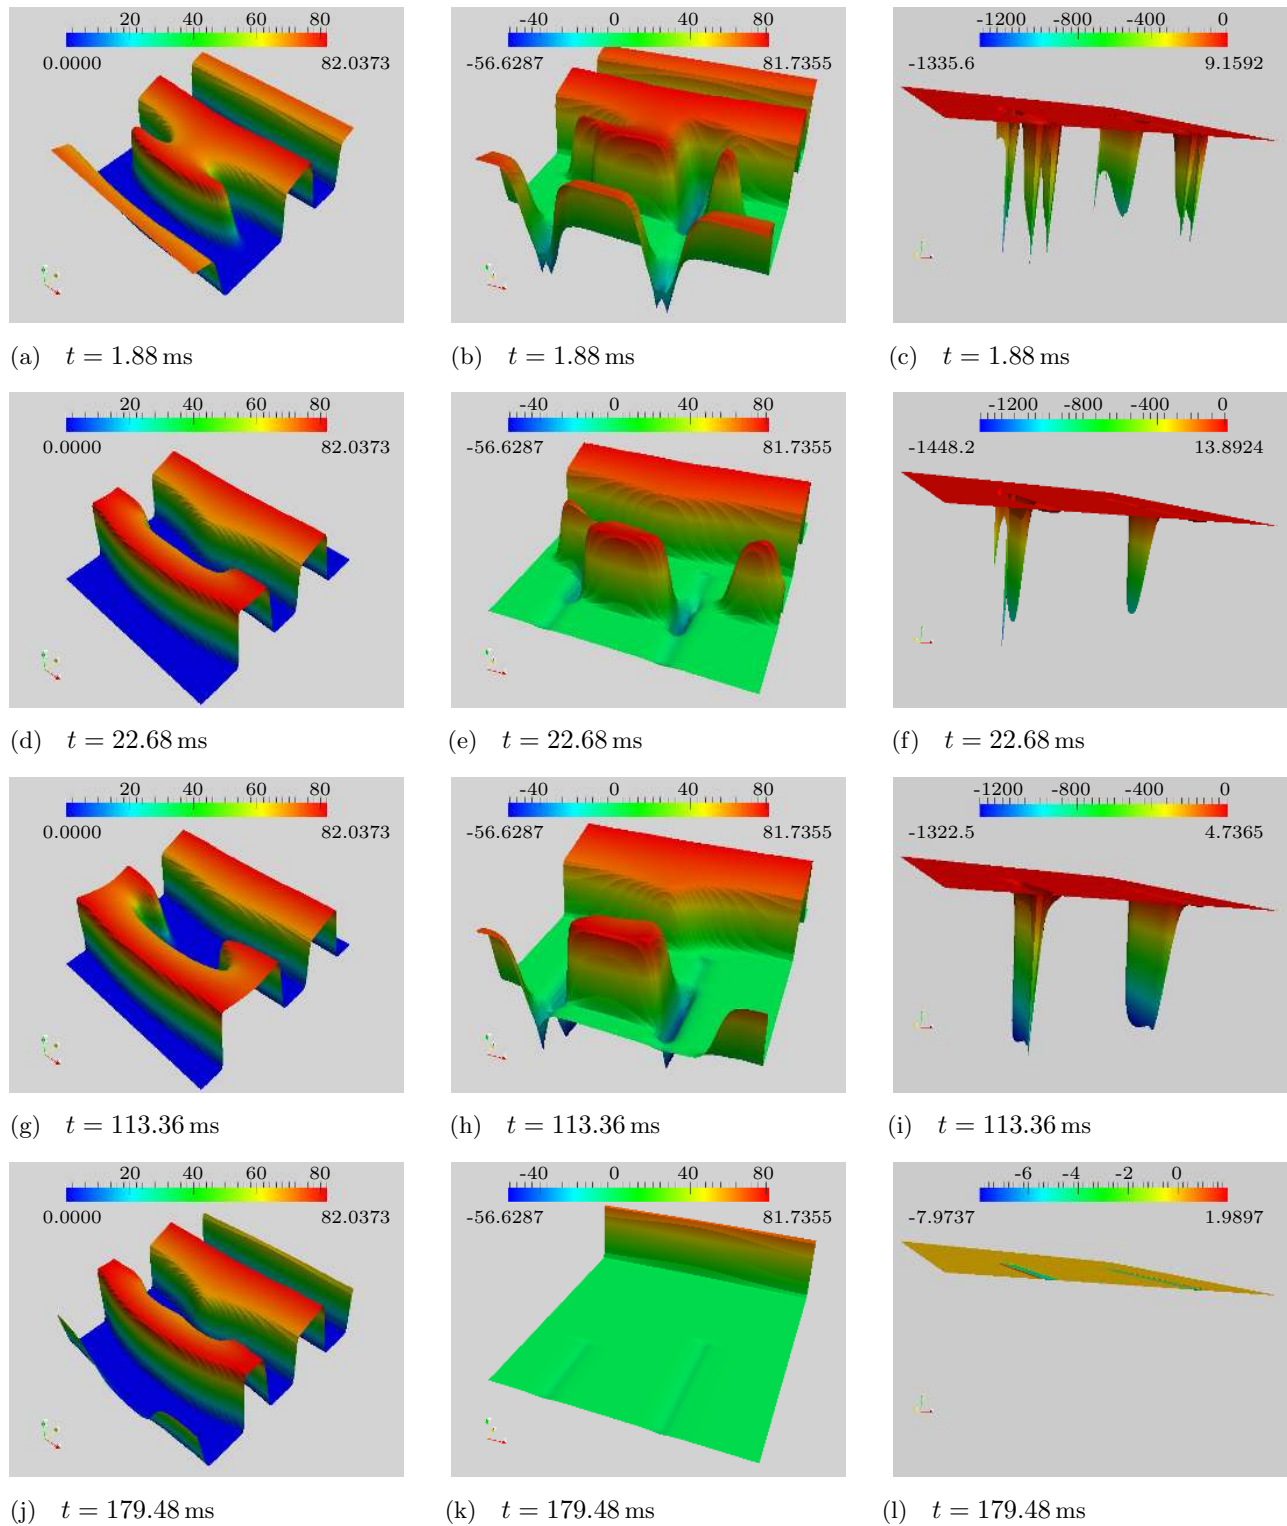 20 40 60 80
0.0000 82.0373
-40 0 40 80
-56.6287 81.7355
-1200 -800 -400 0
-1335.6 9.1592
(a) t = 1.88 ms
(b) t = 1.88 ms
(c) t = 1.88 ms
20 40 60 80
0.0000 82.0373
-40 0 40 80
-56.6287 81.7355
-1200 -800 -400 0
-1448.2 13.8924
(d) t = 22.68 ms
(e) t = 22.68 ms
(f) t = 22.68 ms
20 40 60 80
0.0000 82.0373
-40 0 40 80
-56.6287 81.7355
-1200 -800 -400 0
-1322.5 4.7365
(g) t = 113.36 ms
(h) t = 113.36 ms
(i) t = 113.36 ms
20 40 60 80
0.0000 82.0373
-40 0 40 80
-56.6287 81.7355
-6 -4 -2 0
-7.9737 1.9897
(j) t = 179.48 ms
(k) t = 179.48 ms
(l) t = 179.48 ms